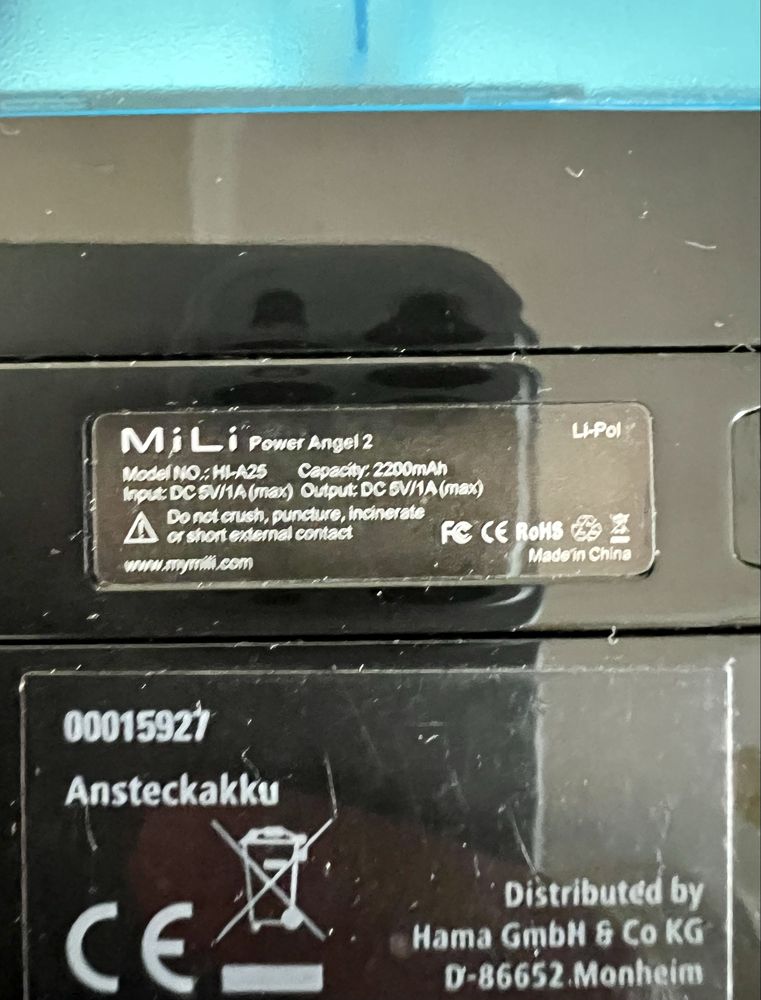 MiLi Power Angel 2 Li-Pol
Model NO.: HI-A25 Capacity: 2200mAh
Input: DC 5V/1A (max) Output: DC 5V/1A (max)
Do not crush, puncture, incinerate
or short external contact
FC CE RoHS
www.mymili.com Made in China
00015927
Ansteckakku
CE
Distributed by
Hama GmbH & Co KG
D-86652 Monheim